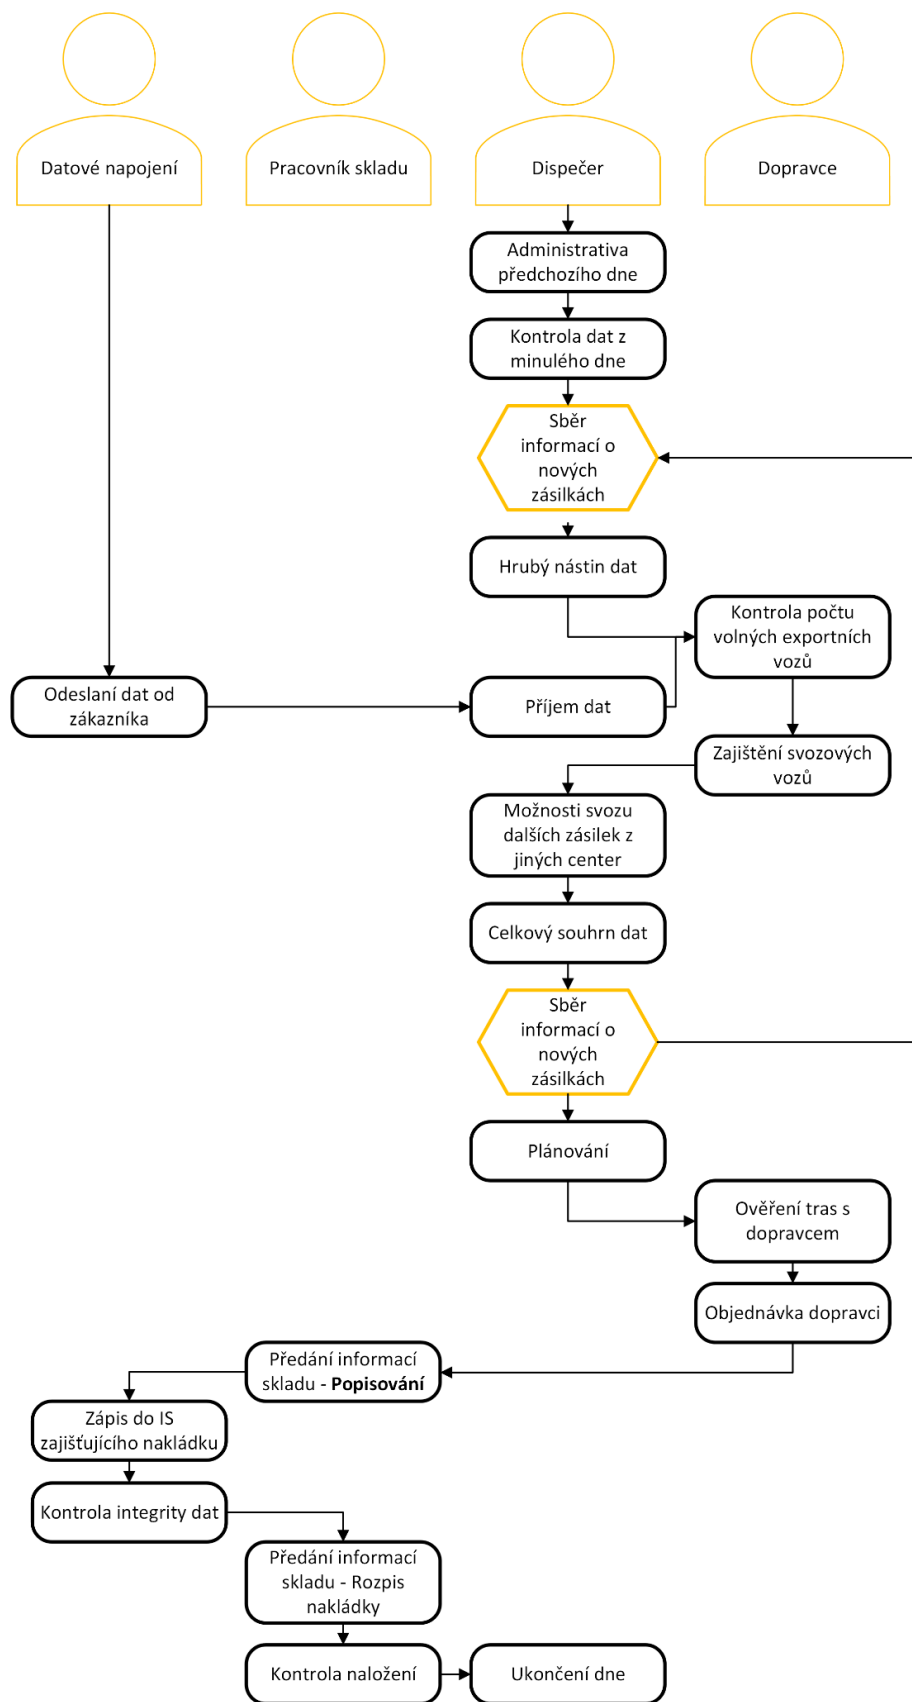 Datové napojení
Pracovník skladu
Dispečer
Dopravce
Administrativa
předchozího dne
Kontrola dat z
minulého dne
Sběr
informací o
nových
zásilkách
Hrubý nástin dat
Kontrola počtu
volných exportních
vozů
Odeslaní dat od
zákazníka
Příjem dat
Zajištění svozových
vozů
Možnosti svozu
dalších zásilek z
jiných center
Celkový souhrn dat
Sběr
informací o
nových
zásilkách
Plánování
Ověření tras s
dopravcem
Objednávka dopravci
Předání informací
skladu - Popisování
Zápis do IS
zajišťujícího nakládku
Kontrola integrity dat
Předání informací
skladu - Rozpis
nakládky
Kontrola naložení
Ukončení dne